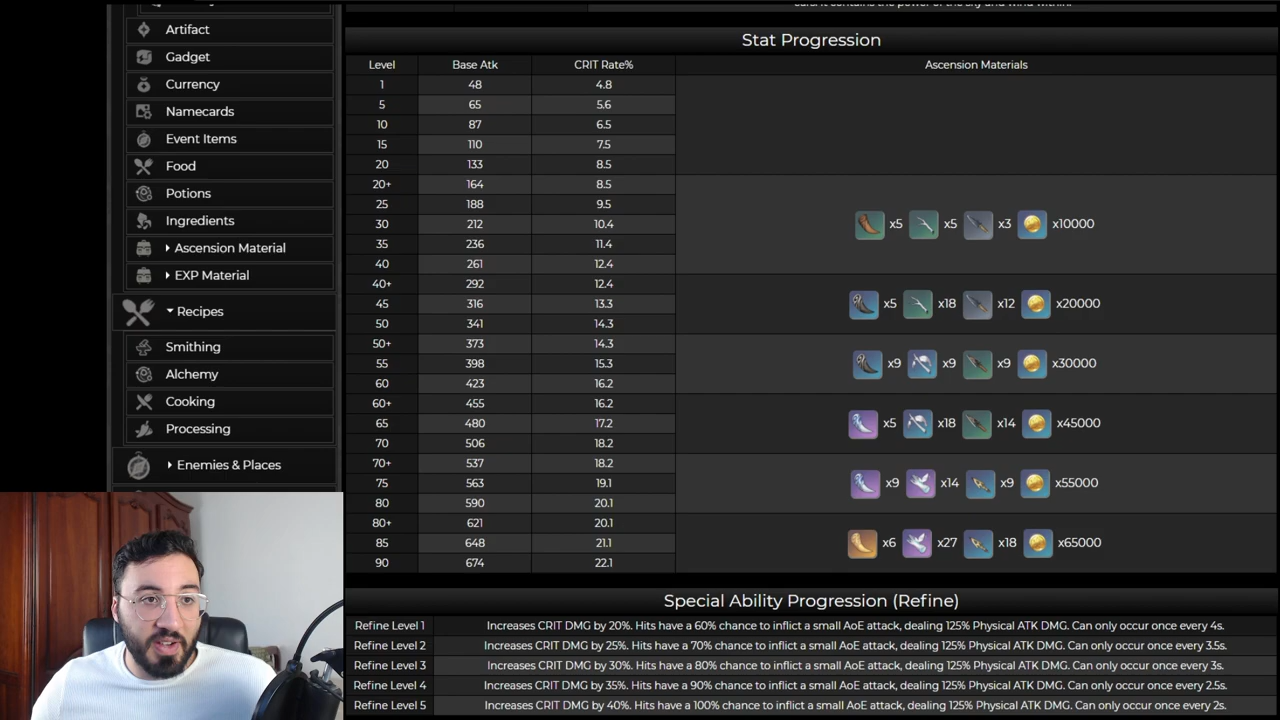 Artifact
Gadget
Currency
Namecards
Event Items
Food
Potions
Ingredients
Ascension Material
EXP Material
Recipes
Smithing
Alchemy
Cooking
Processing
Enemies & Places
Stat Progression
Level Base Atk CRIT Rate% Ascension Materials
1 48 4.8
5 65 5.6
10 87 6.5
15 110 7.5
20 133 8.5
20+ 164 8.5
25 188 9.5
30 212 10.4
x5 x5 x3 x10000
35 236 11.4
40 261 12.4
40+ 292 12.4
45 316 13.3
x5 x18 x12 x20000
50 341 14.3
50+ 373 14.3
55 398 15.3
x9 x9 x9 x30000
60 423 16.2
60+ 455 16.2
65 480 17.2
x5 x18 x14 x45000
70 506 18.2
70+ 537 18.2
75 563 19.1
x9 x14 x9 x55000
80 590 20.1
80+ 621 20.1
85 648 21.1
x6 x27 x18 x65000
90 674 22.1
Special Ability Progression (Refine)
Refine Level 1 Increases CRIT DMG by 20%. Hits have a 60% chance to inflict a small AoE attack, dealing 125% Physical ATK DMG. Can only occur once every 4s.
Refine Level 2 Increases CRIT DMG by 25%. Hits have a 70% chance to inflict a small AoE attack, dealing 125% Physical ATK DMG. Can only occur once every 3.5s.
Refine Level 3 Increases CRIT DMG by 30%. Hits have a 80% chance to inflict a small AoE attack, dealing 125% Physical ATK DMG. Can only occur once every 3s.
Refine Level 4 Increases CRIT DMG by 35%. Hits have a 90% chance to inflict a small AoE attack, dealing 125% Physical ATK DMG. Can only occur once every 2.5s.
Refine Level 5 Increases CRIT DMG by 40%. Hits have a 100% chance to inflict a small AoE attack, dealing 125% Physical ATK DMG. Can only occur once every 2s.